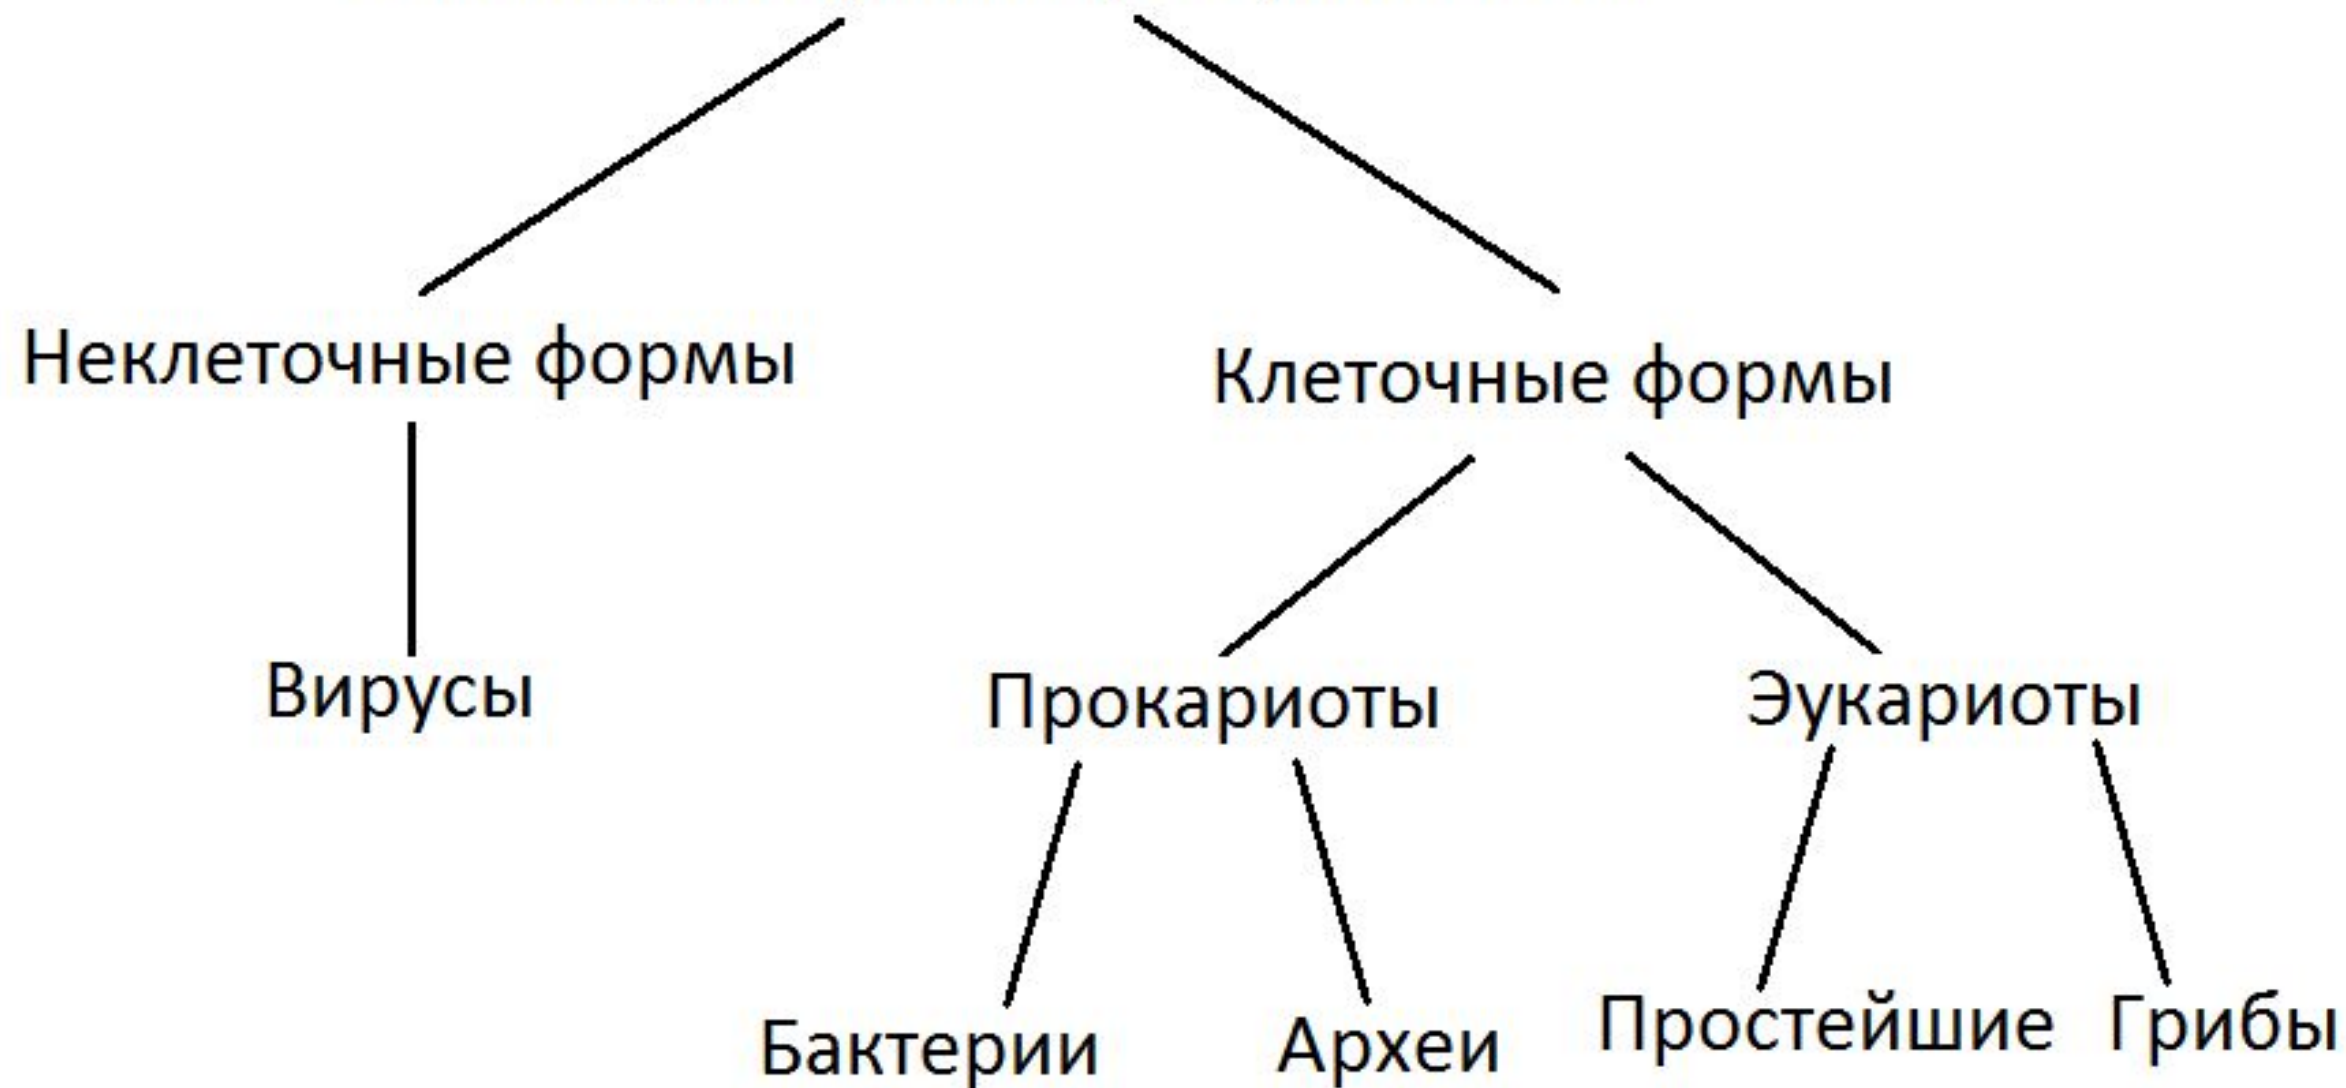 Неклеточные формы
Клеточные формы
Вирусы
Прокариоты
Эукариоты
Бактерии
Археи
Простейшие
Грибы